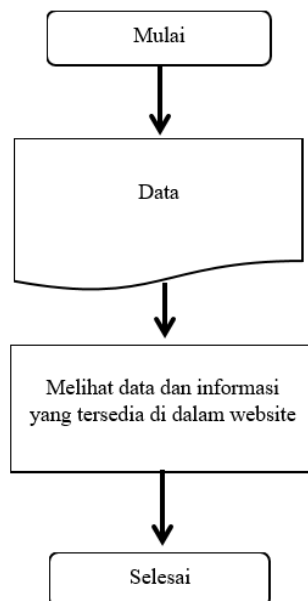 Mulai
Data
Melihat data dan informasi
yang tersedia di dalam website
Selesai